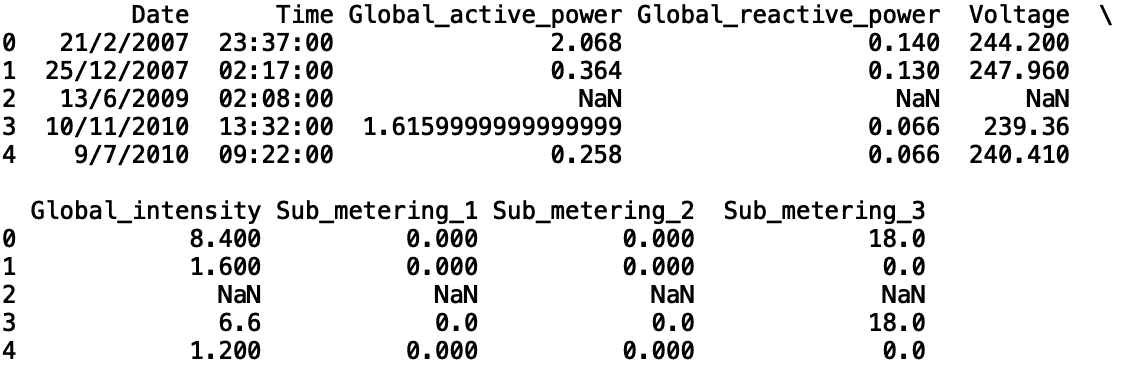 Date Time Global_active_power Global_reactive_power Voltage \
0 21/2/2007 23:37:00 2.068 0.140 244.200
1 25/12/2007 02:17:00 0.364 0.130 247.960
2 13/6/2009 02:08:00 NaN NaN NaN
3 10/11/2010 13:32:00 1.6159999999999999 0.066 239.36
4 9/7/2010 09:22:00 0.258 0.066 240.410
Global_intensity Sub_metering_1 Sub_metering_2 Sub_metering_3
0 8.400 0.000 0.000 18.0
1 1.600 0.000 0.000 0.0
2 NaN NaN NaN NaN
3 6.6 0.0 0.0 18.0
4 1.200 0.000 0.000 0.0